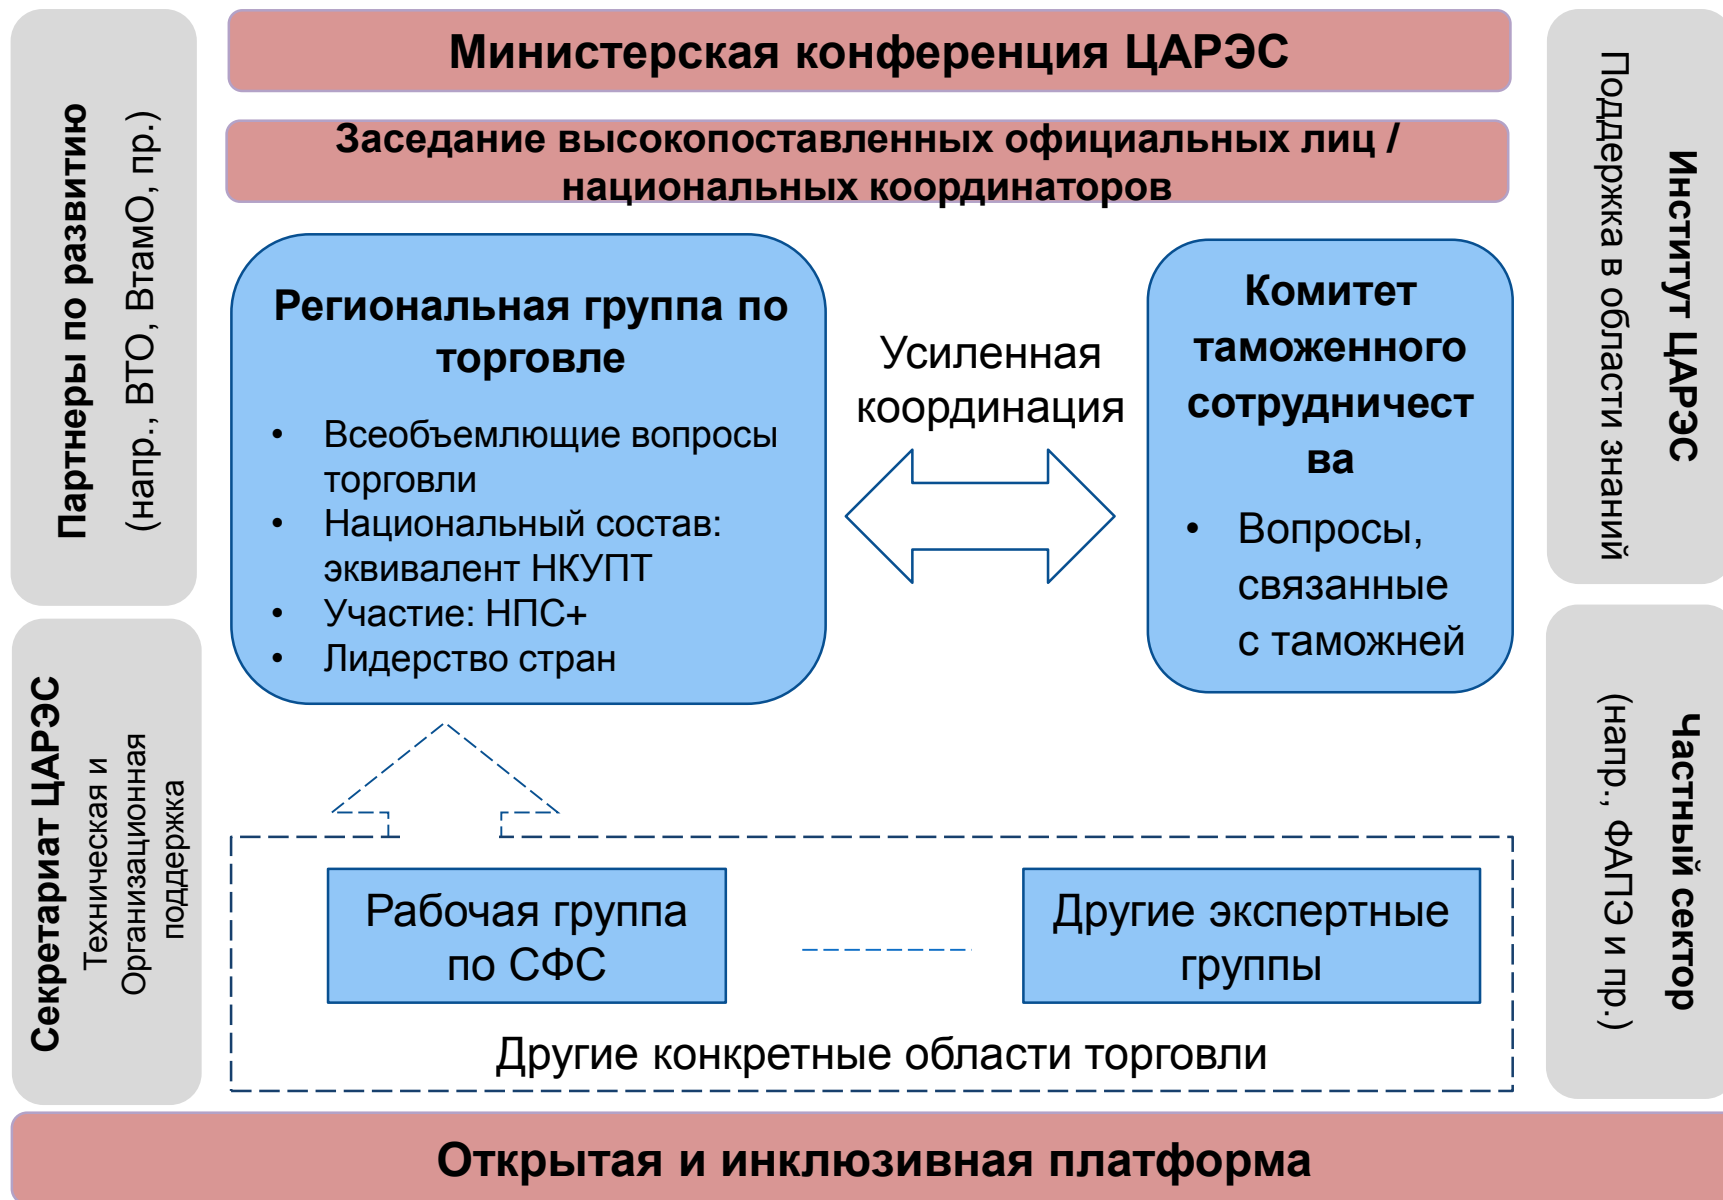 Министерская конференция ЦАРЭС
Заседание высокопоставленных официальных лиц /
национальных координаторов
Партнеры по развитию
(напр., ВТО, ВтамО, пр.)
Региональная группа по
торговле
• Всеобъемлющие вопросы
торговли
• Национальный состав:
эквивалент НКУПТ
• Участие: НПС+
• Лидерство стран
Усиленная
координация
Комитет
таможенного
сотрудничест
ва
• Вопросы,
связанные
с таможней
Институт ЦАРЭС
Поддержка в области знаний
Секретариат ЦАРЭС
Техническая и
Организационная
поддержка
Рабочая группа
по СФС
Другие экспертные
группы
Другие конкретные области торговли
Частный сектор
(напр., ФАПЭ и пр.)
Открытая и инклюзивная платформа